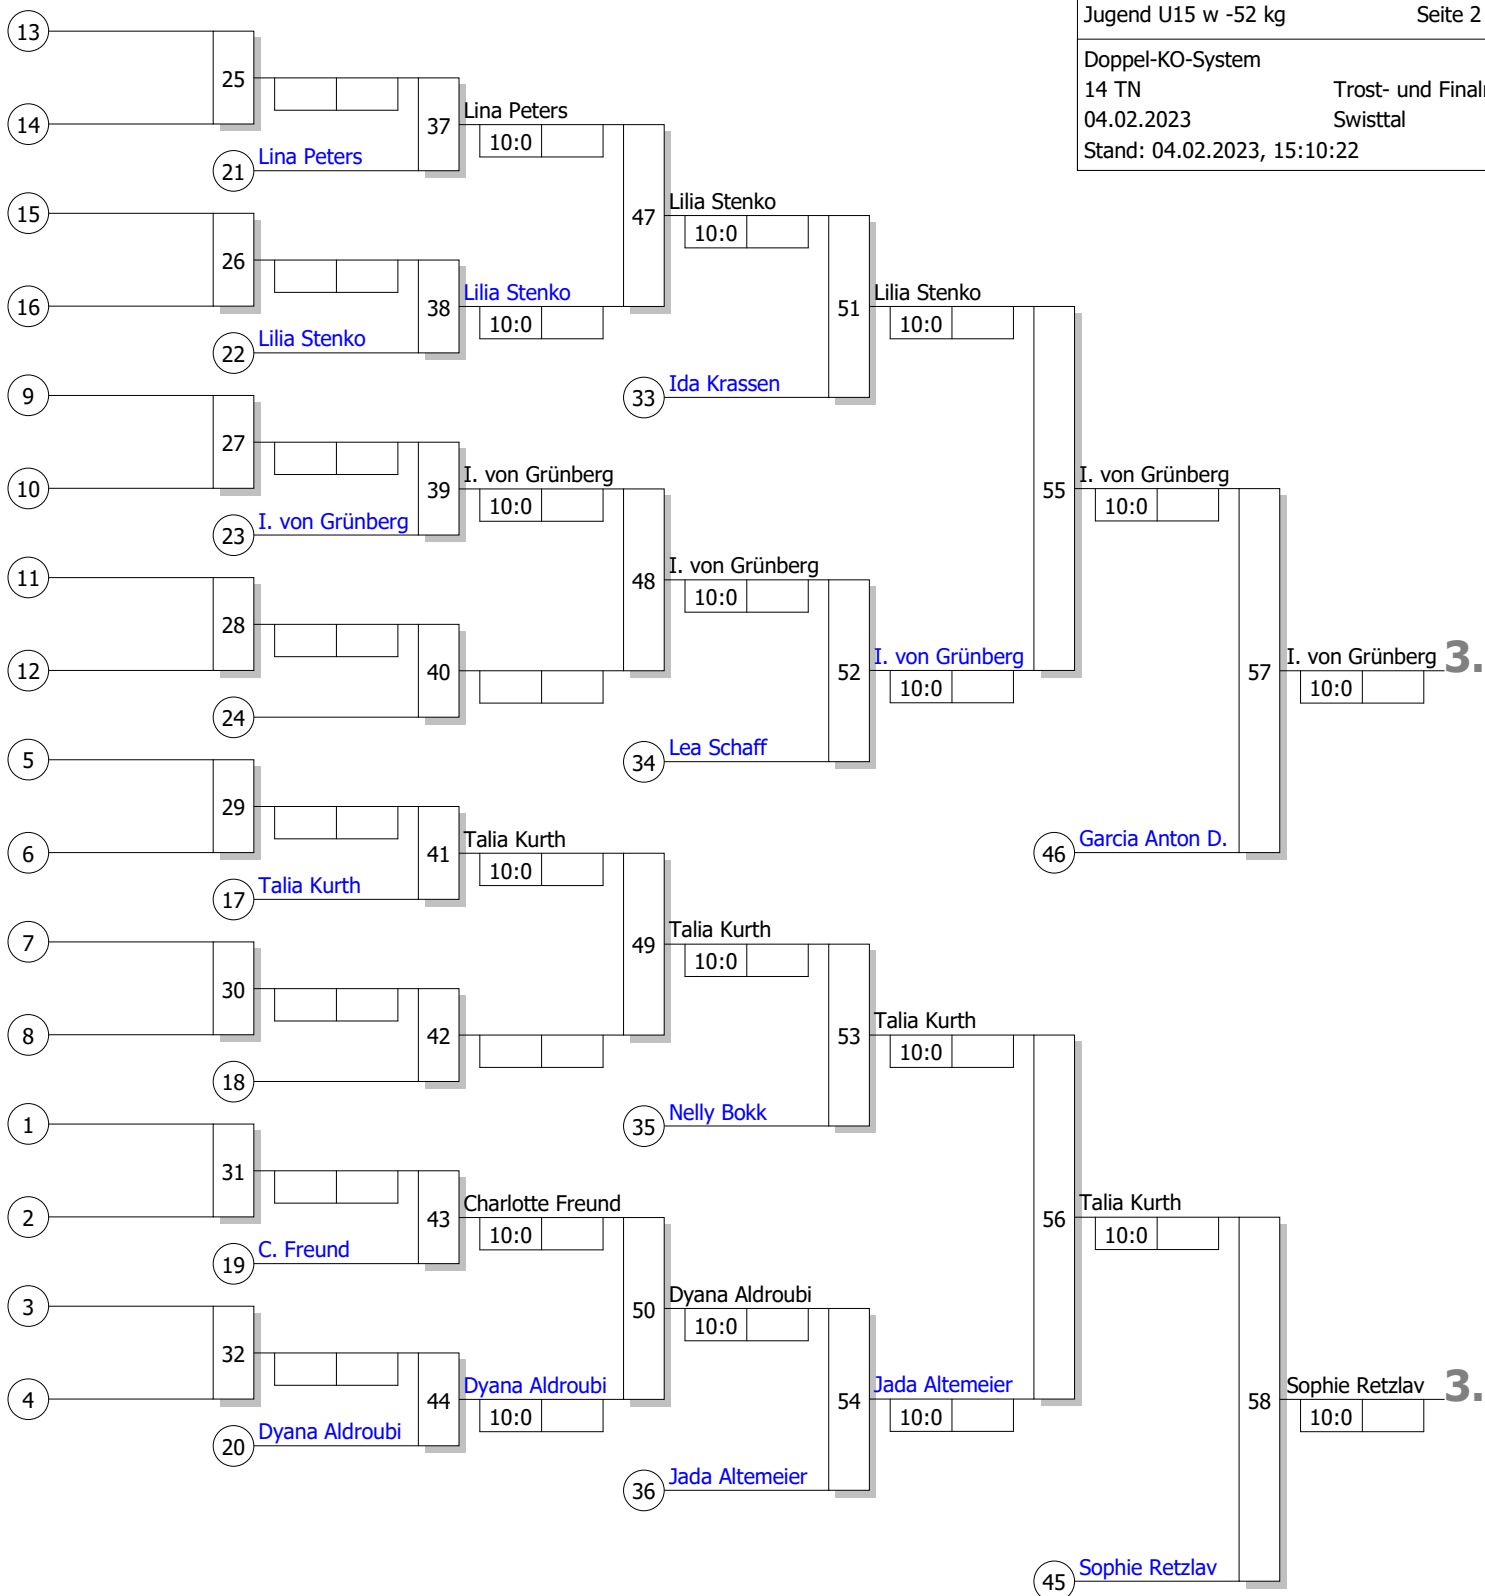 Jugend U15 w -52 kg Seite 2
Doppel-KO-System
14 TN Trost- und Final
04.02.2023 Swisttal
Stand: 04.02.2023, 15:10:22
13
25
14
37
Lina Peters
10:0
21
Lina Peters
15
47
Lilia Stenko
10:0
26
16
38
Lilia Stenko
10:0
22
Lilia Stenko
51
Lilia Stenko
10:0
33
Ida Krassen
9
27
10
39
I. von Grünberg
10:0
23
I. von Grünberg
55
I. von Grünberg
10:0
11
48
I. von Grünberg
10:0
28
12
40
24
52
I. von Grünberg
10:0
57
I. von Grünberg
3.
10:0
34
Lea Schaff
5
29
6
41
Talia Kurth
10:0
46
Garcia Anton D.
17
Talia Kurth
7
49
Talia Kurth
10:0
30
8
42
18
53
Talia Kurth
10:0
35
Nelly Bokk
1
31
2
43
Charlotte Freund
10:0
19
C. Freund
56
Talia Kurth
10:0
3
50
Dyana Aldroubi
10:0
32
4
44
Dyana Aldroubi
10:0
20
Dyana Aldroubi
54
Jada Altemeier
10:0
58
Sophie Retzlav
3.
10:0
36
Jada Altemeier
45
Sophie Retzlav